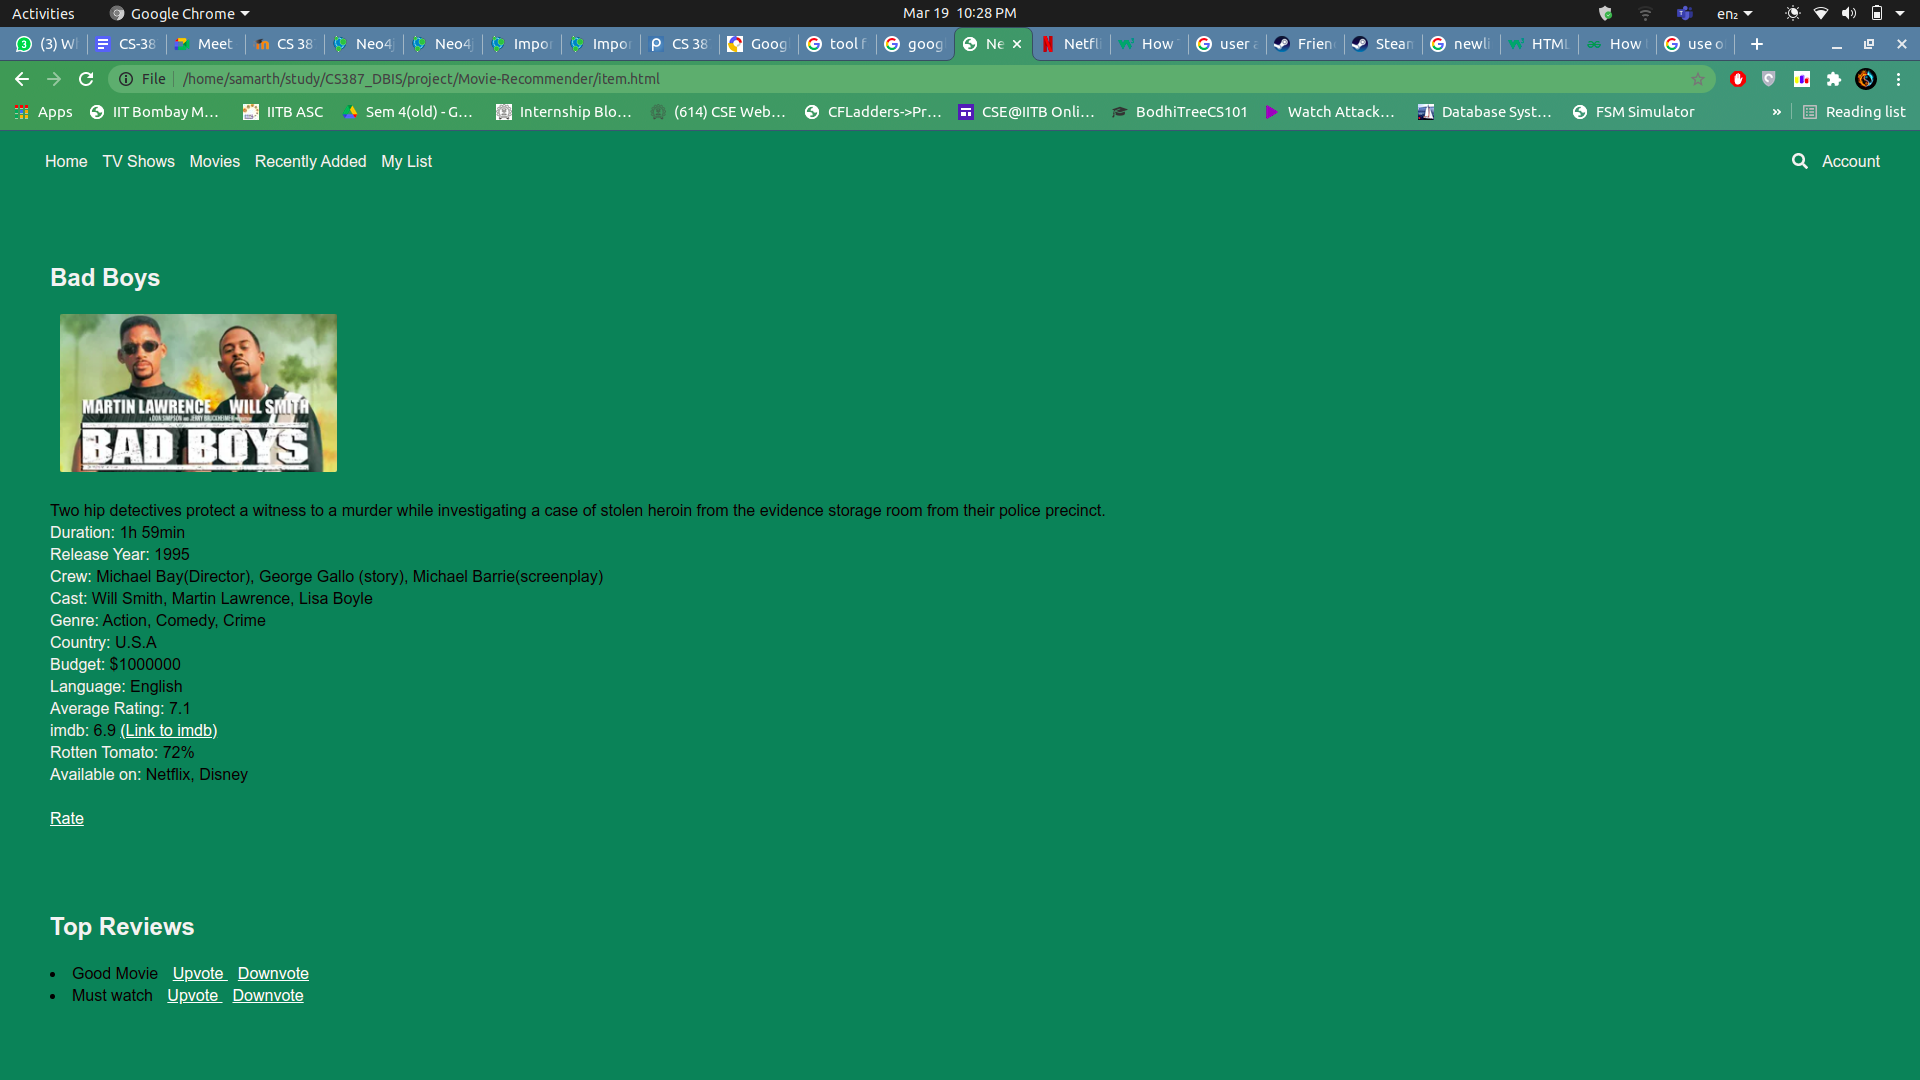 Activities Google Chrome Mar 19 10:28 PM en₂
(3) W CS-38 Meet CS 38 Neo4j Neo4j Impor Impor CS 38 Goog tool f goog Ne Netfli How user a Frien Stean newli HTML How use o
File /home/samarth/study/CS387_DBIS/project/Movie-Recommender/item.html
Apps IIT Bombay M... IITB ASC Sem 4(old) - G... Internship Blo... (614) CSE Web... CFLadders->Pr... CSE@IITB Onli... BodhiTreeCS101 Watch Attack... Database Syst... FSM Simulator » Reading list
Home TV Shows Movies Recently Added My List Account
Bad Boys
MARTIN LAWRENCE WILL SMITH
BAD BOYS
Two hip detectives protect a witness to a murder while investigating a case of stolen heroin from the evidence storage room from their police precinct.
Duration: 1h 59min
Release Year: 1995
Crew: Michael Bay(Director), George Gallo (story), Michael Barrie(screenplay)
Cast: Will Smith, Martin Lawrence, Lisa Boyle
Genre: Action, Comedy, Crime
Country: U.S.A
Budget: $1000000
Language: English
Average Rating: 7.1
imdb: 6.9 (Link to imdb)
Rotten Tomato: 72%
Available on: Netflix, Disney
Rate
Top Reviews
• Good Movie Upvote Downvote
• Must watch Upvote Downvote